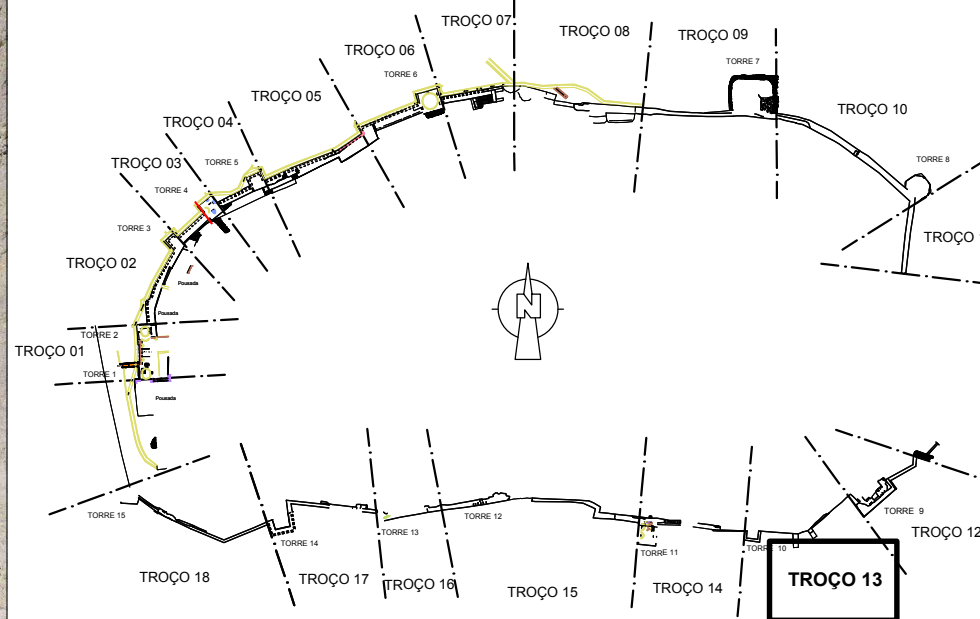 TROÇO 07
TROÇO 08
TROÇO 09
TROÇO 06
TORRE 7
TORRE 6
TROÇO 05
TROÇO 10
TROÇO 04
TROÇO 03
TORRE 5
TORRE 8
TORRE 4
TORRE 3
TROÇO
TROÇO 02
Pousada
N
Pousada
TORRE 2
TROÇO 01
TORRE 1
Pousada
TORRE 15
TORRE 14
TORRE 13
TORRE 12
TORRE 11
TORRE 10
TORRE 9
TROÇO 12
TROÇO 18
TROÇO 17
TROÇO 16
TROÇO 15
TROÇO 14
TROÇO 13